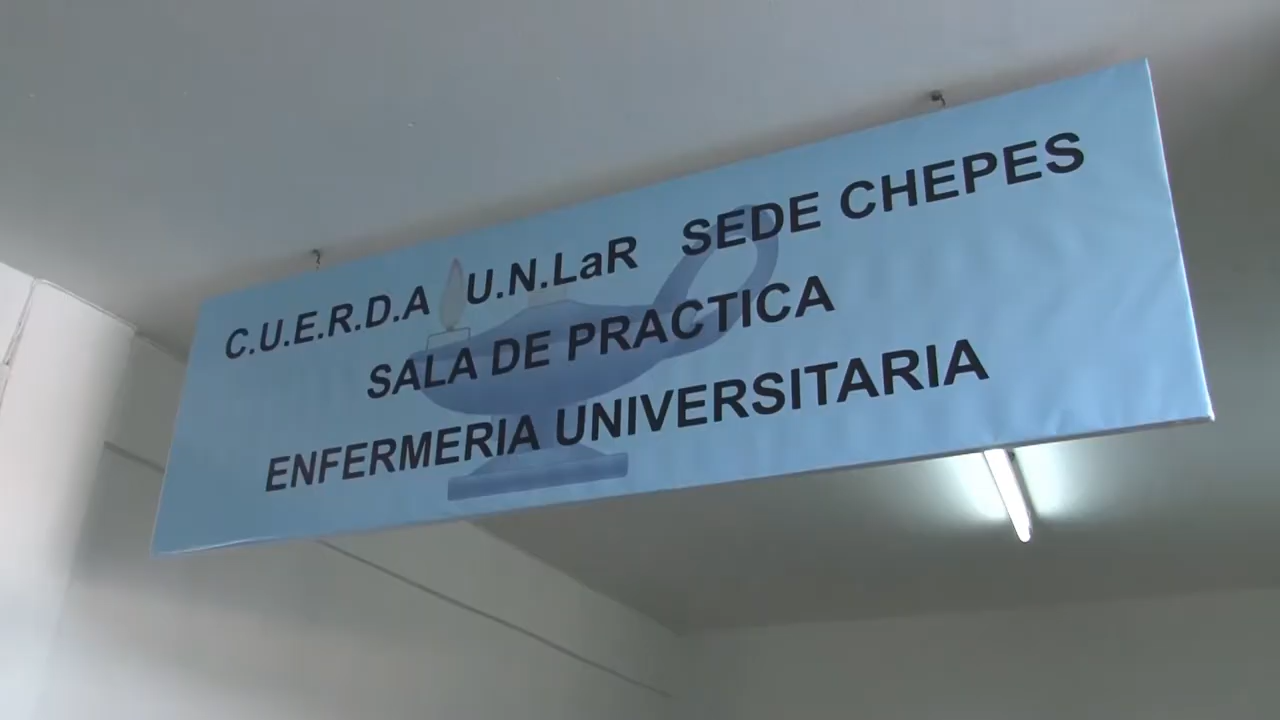 C.U.E.R.D.A U.N.LaR SEDE CHEPES
SALA DE PRACTICA
ENFERMERIA UNIVERSITARIA